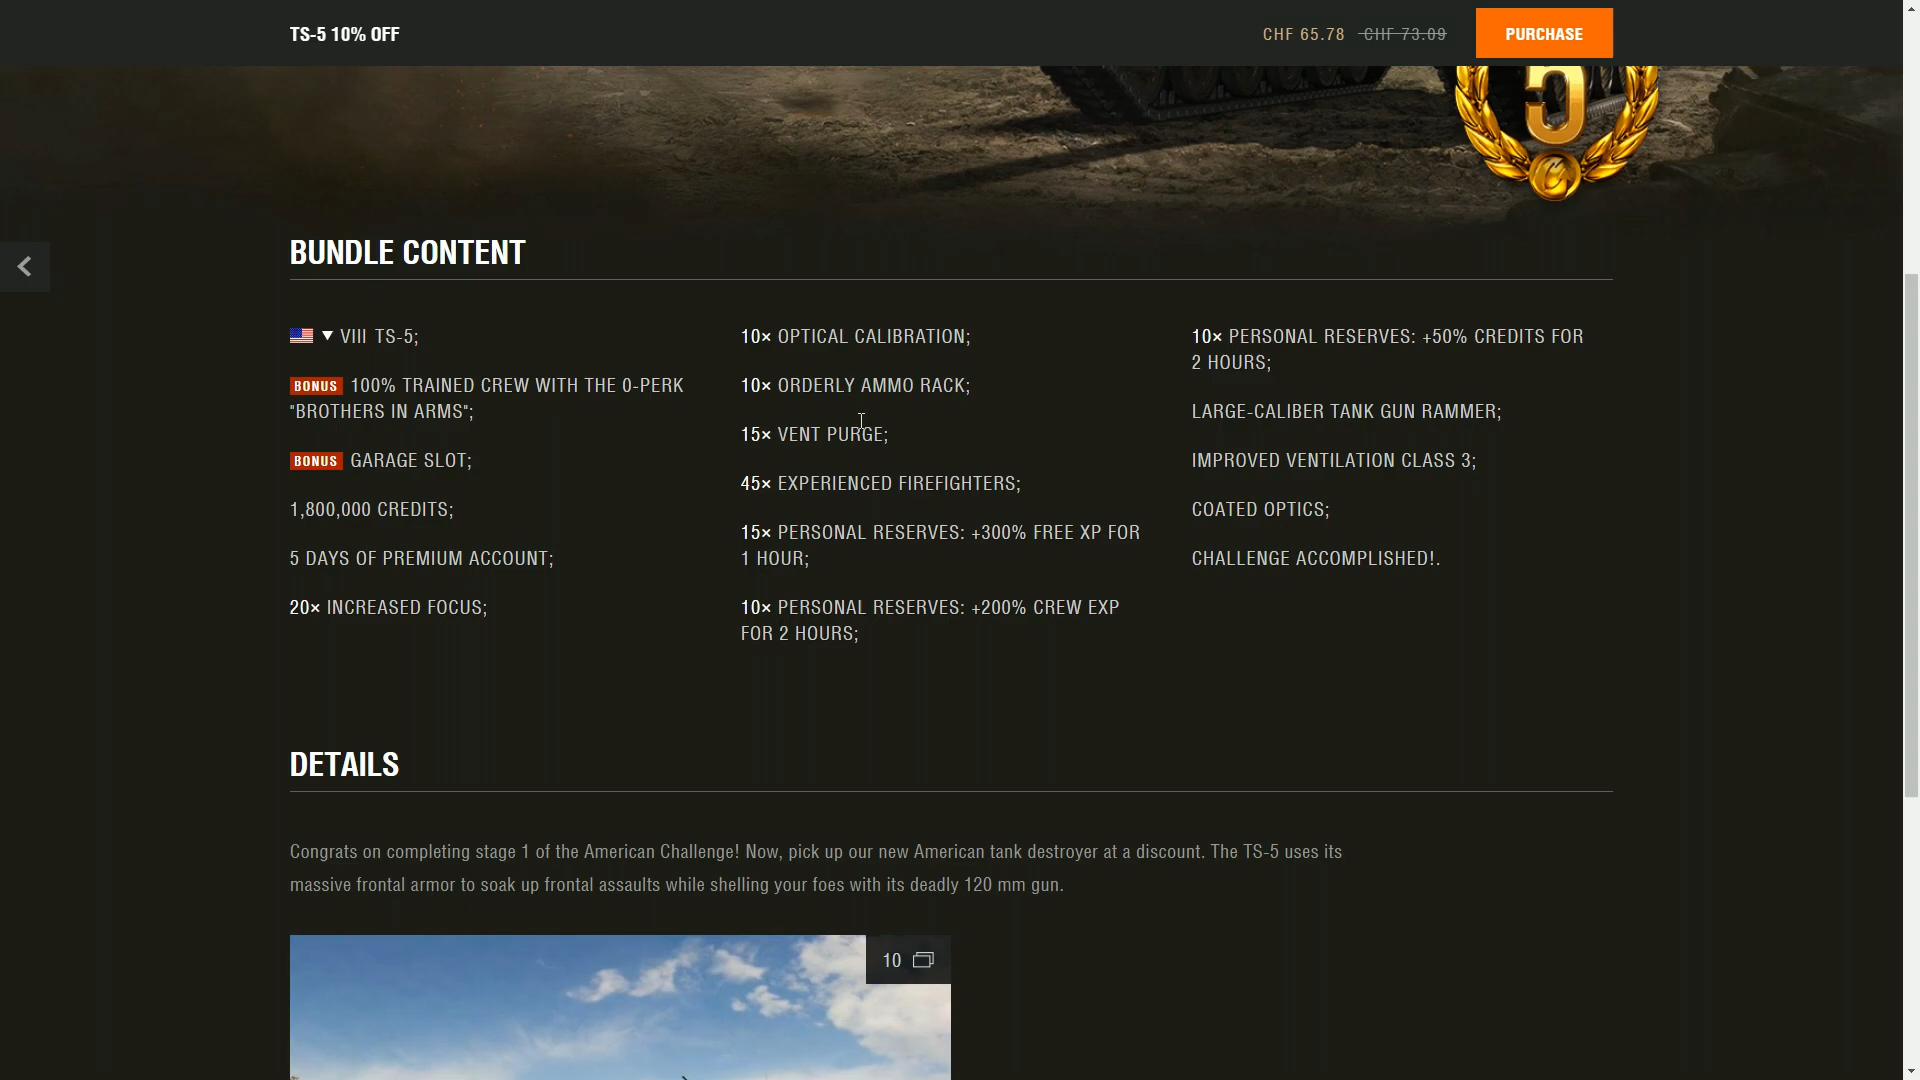 TS-5 10% OFF
CHF 65.78 CHF 73.09
PURCHASE
5
BUNDLE CONTENT
VIII TS-5;
BONUS 100% TRAINED CREW WITH THE 0-PERK
"BROTHERS IN ARMS";
BONUS GARAGE SLOT;
1,800,000 CREDITS;
5 DAYS OF PREMIUM ACCOUNT;
20× INCREASED FOCUS;
10× OPTICAL CALIBRATION;
10× ORDERLY AMMO RACK;
15× VENT PURGE;
45× EXPERIENCED FIREFIGHTERS;
15× PERSONAL RESERVES: +300% FREE XP FOR
1 HOUR;
10× PERSONAL RESERVES: +200% CREW EXP
FOR 2 HOURS;
10× PERSONAL RESERVES: +50% CREDITS FOR
2 HOURS;
LARGE-CALIBER TANK GUN RAMMER;
IMPROVED VENTILATION CLASS 3;
COATED OPTICS;
CHALLENGE ACCOMPLISHED!.
DETAILS
Congrats on completing stage 1 of the American Challenge! Now, pick up our new American tank destroyer at a discount. The TS-5 uses its
massive frontal armor to soak up frontal assaults while shelling your foes with its deadly 120 mm gun.
10